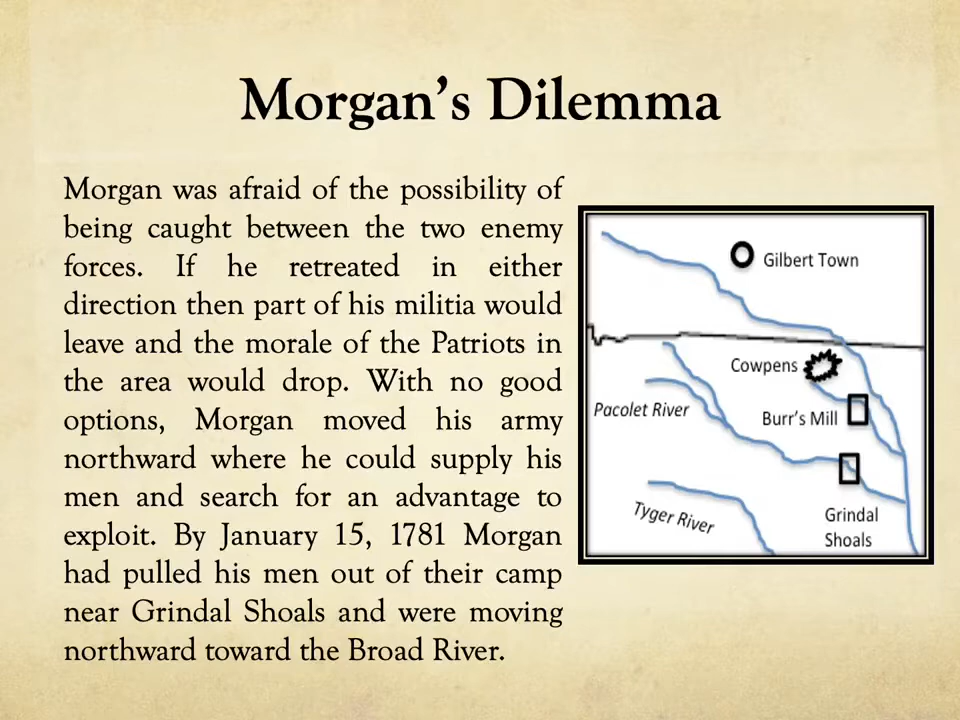 Morgan’s Dilemma
Morgan was afraid of the possibility of
being caught between the two enemy
forces. If he retreated in either
direction then part of his militia would
leave and the morale of the Patriots in
the area would drop. With no good
options, Morgan moved his army
northward where he could supply his
men and search for an advantage to
exploit. By January 15, 1781 Morgan
had pulled his men out of their camp
near Grindal Shoals and were moving
northward toward the Broad River.
Gilbert Town
Cowpens
Pacolet River
Burr’s Mill
Tyger River
Grindal
Shoals